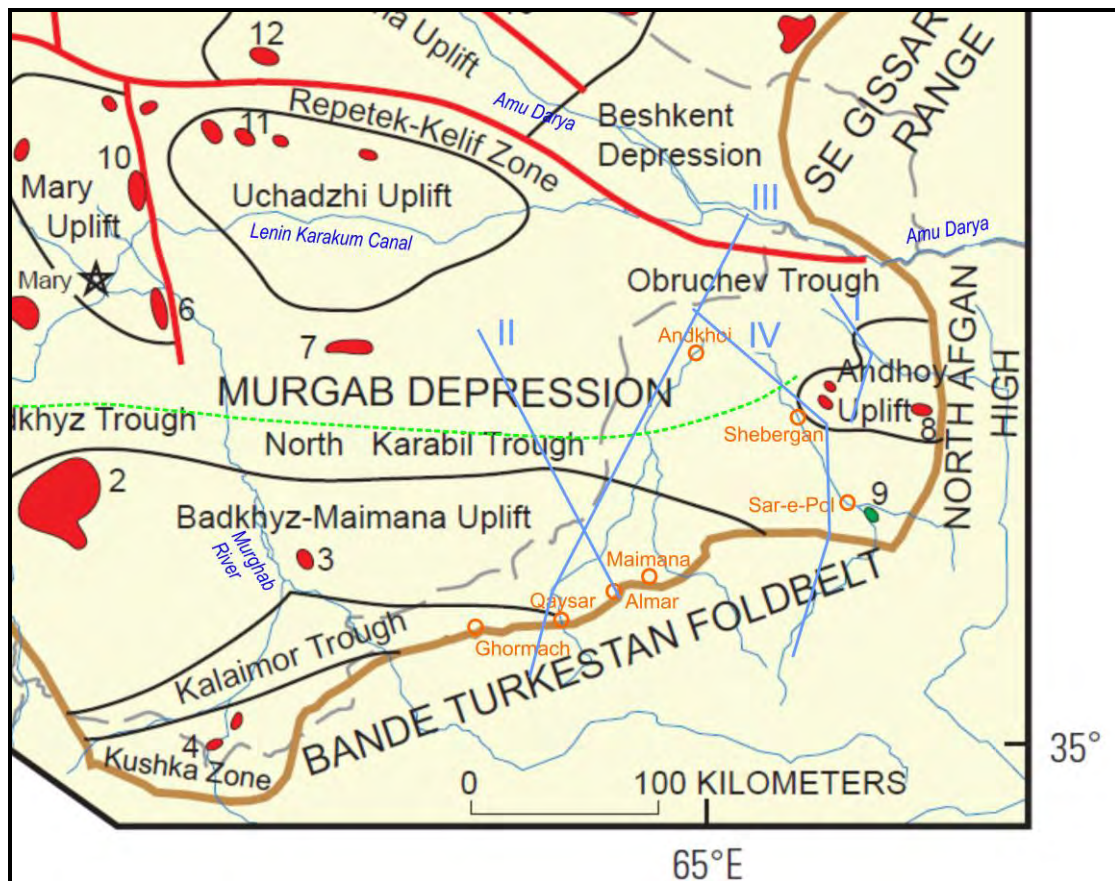 12
na Uplift
SE GISSAR
RANGE
Amu Darya
Beshkent
Depression
Repetek-Kelif Zone
11
10
Mary
Uplift
Uchadzhi Uplift
III
Lenin Karakum Canal
Amu Darya
Mary
Obruchev Trough
6
I
II
IV
Andkhoi
7
NORTH AFGAN
HIGH
MURGAB DEPRESSION
Andhoy
Uplift
8
dkhyz Trough
North Karabil Trough
Shebergan
2
9
Sar-e-Pol
Badkhyz-Maimana Uplift
Murghab
River
3
Maimana
Qaysar
Almar
Ghormach
Kalaimor Trough
BANDE TURKESTAN FOLDBELT
4
Kushka Zone
35°
0 100 KILOMETERS
65°E